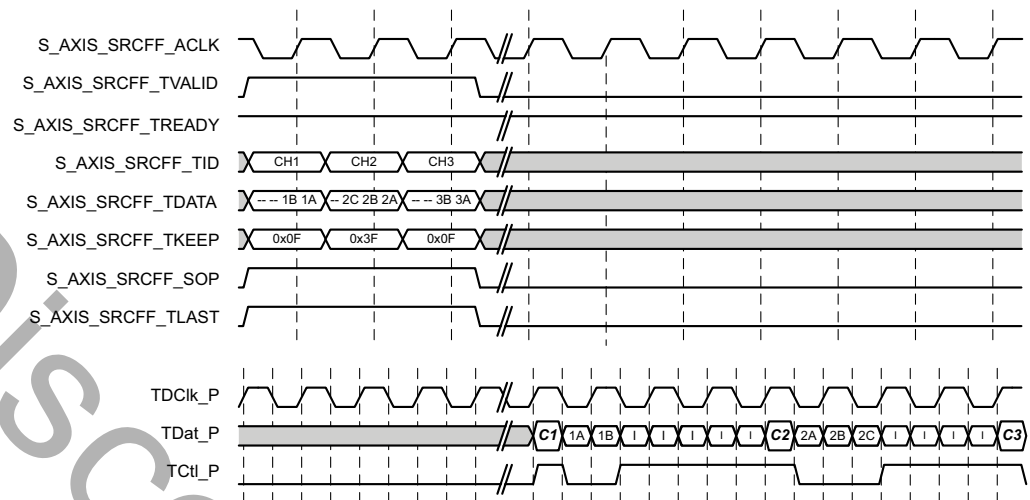 S_AXIS_SRCFF_ACLK
S_AXIS_SRCFF_TVALID
S_AXIS_SRCFF_TREADY
S_AXIS_SRCFF_TID CH1 CH2 CH3
S_AXIS_SRCFF_TDATA -- -- 1B 1A -- 2C 2B 2A -- -- 3B 3A
S_AXIS_SRCFF_TKEEP 0x0F 0x3F 0x0F
S_AXIS_SRCFF_SOP
S_AXIS_SRCFF_TLAST
TDClk_P
TDat_P C1 1A 1B I I I I I C2 2A 2B 2C I I I I C3
TCtl_P
Disc